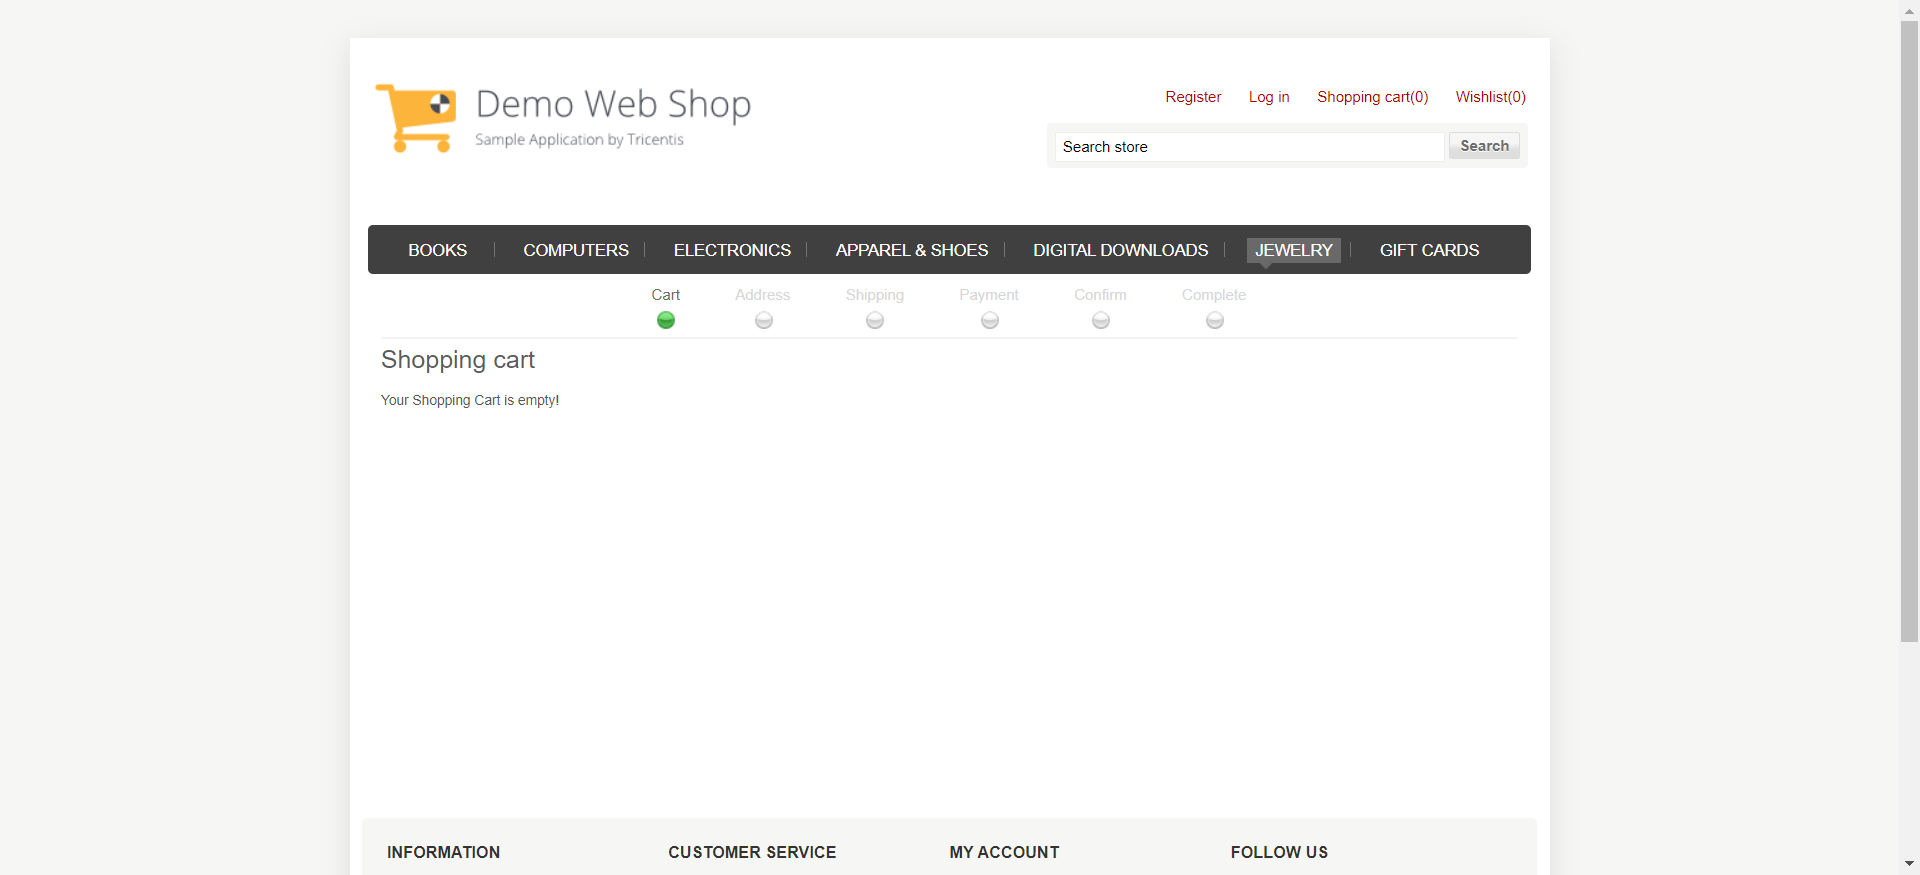 Demo Web Shop
Sample Application by Tricentis
Register Log in Shopping cart(0) Wishlist(0)
Search store Search
BOOKS COMPUTERS ELECTRONICS APPAREL & SHOES DIGITAL DOWNLOADS JEWELRY GIFT CARDS
Cart Address Shipping Payment Confirm Complete
Shopping cart
Your Shopping Cart is empty!
INFORMATION CUSTOMER SERVICE MY ACCOUNT FOLLOW US